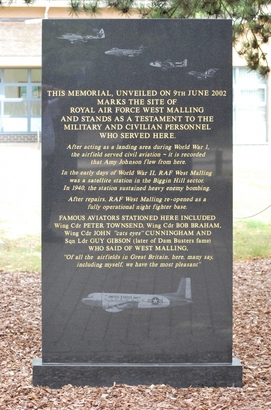 THIS MEMORIAL, UNVEILED ON 9TH JUNE 2002
MARKS THE SITE OF
ROYAL AIR FORCE WEST MALLING
AND STANDS AS A TESTAMENT TO THE
MILITARY AND CIVILIAN PERSONNEL
WHO SERVED HERE.
After acting as a landing area during World War I,
the airfield served civil aviation ~ it is recorded
that Amy Johnson flew from here.
In the early days of World War II, RAF West Malling
was a satellite station in the Biggin Hill sector.
In 1940, the station sustained heavy enemy bombing.
After repairs, RAF West Malling re-opened as a
fully operational night fighter base.
FAMOUS AVIATORS STATIONED HERE INCLUDED
Wing Cdr PETER TOWNSEND, Wing Cdr BOB BRAHAM,
Wing Cdr JOHN "cats eyes" CUNNINGHAM AND
Sqn Ldr GUY GIBSON (later of Dam Busters fame)
WHO SAID OF WEST MALLING,
"Of all the airfields in Great Britain, here, many say,
including myself, we have the most pleasant"